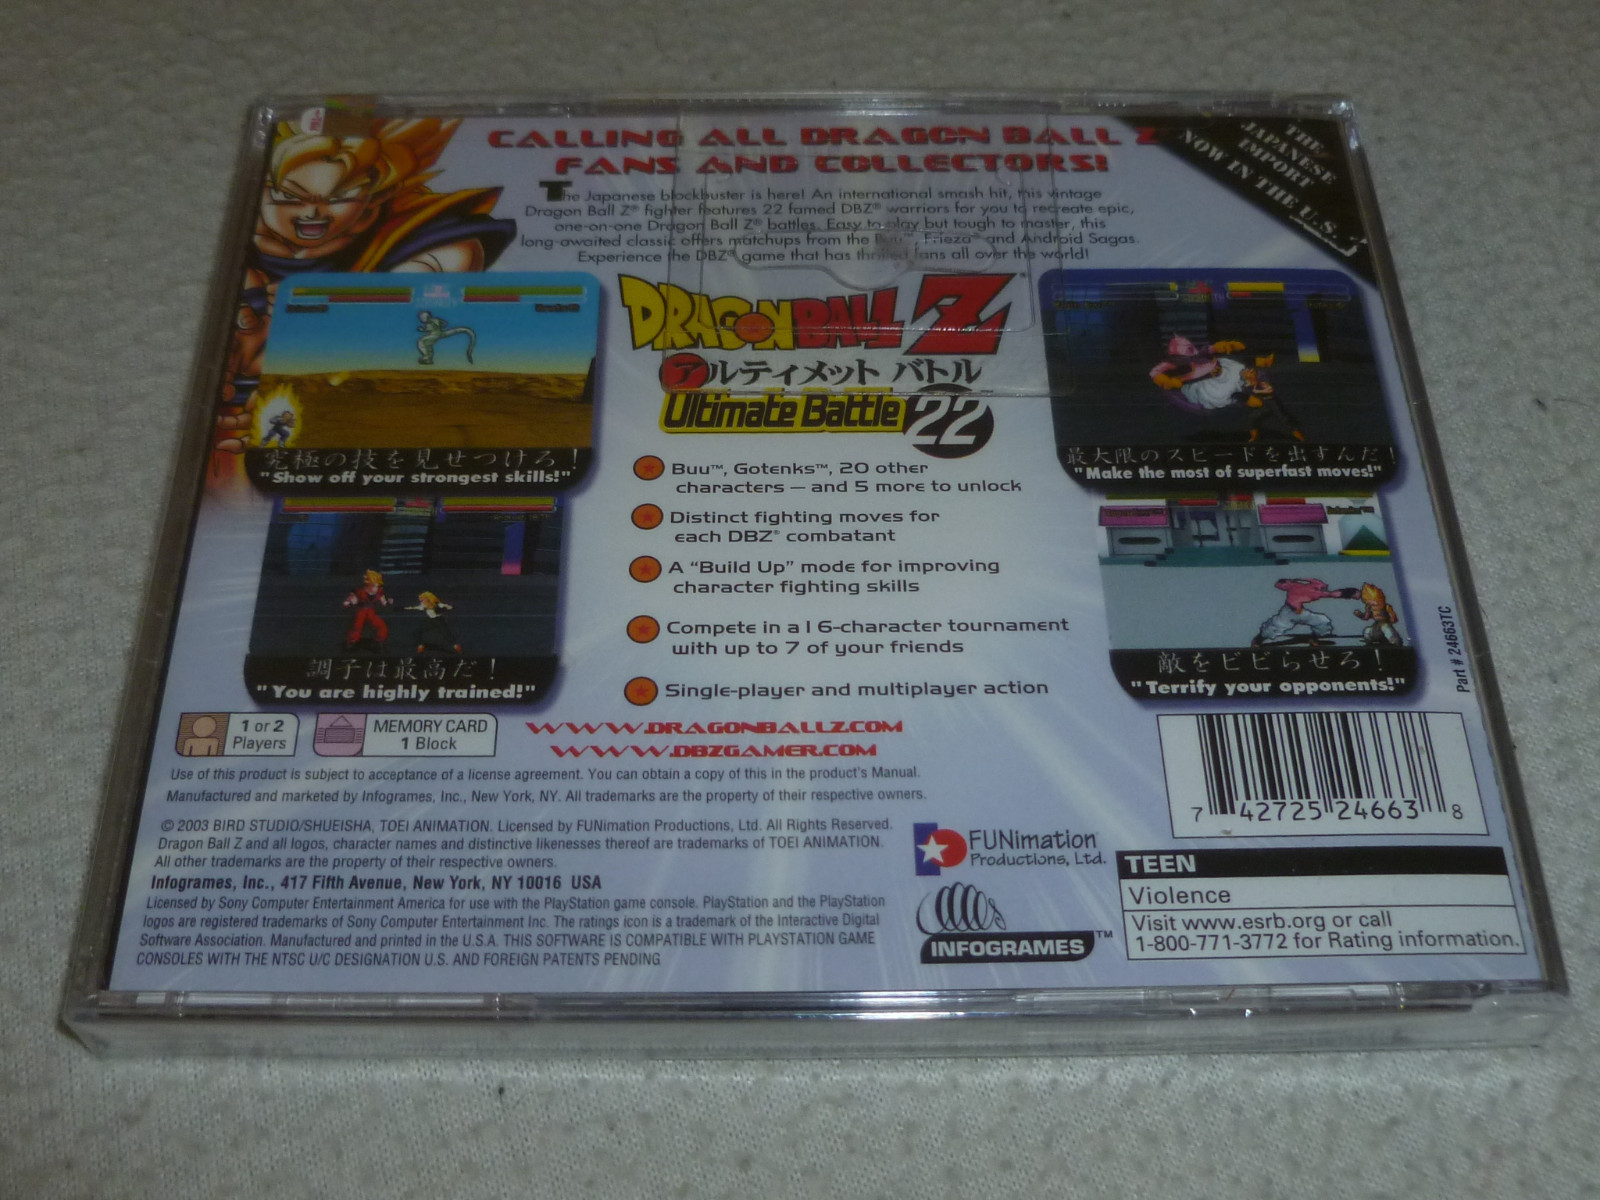 CALLING ALL DRAGON BALL Z
FANS AND COLLECTORS!
THE
JAPANESE
IMPORT
NOW IN THE U.S.
The Japanese blockbuster is here! An international smash hit, this vintage
Dragon Ball Z® fighter features 22 famed DBZ® warriors for you to recreate epic,
one-on-one Dragon Ball Z® battles. Easy to play but tough to master, this
long-awaited classic offers matchups from the Buu™, Frieza™ and Android Sagas.
Experience the DBZ® game that has thrilled fans all over the world!
DRAGON BALL Z
アルティメット バトル
Ultimate Battle 22
究極の技を見せつけろ!
"Show off your strongest skills!"
最大限のスピードを出すんだ!
"Make the most of superfast moves!"
調子は最高だ!
"You are highly trained!"
敵をビビらせろ!
"Terrify your opponents!"
Buu™, Gotenks™, 20 other
characters — and 5 more to unlock
Distinct fighting moves for
each DBZ® combatant
A "Build Up" mode for improving
character fighting skills
Compete in a 16-character tournament
with up to 7 of your friends
Single-player and multiplayer action
Part # 24663TC
1 or 2
Players
MEMORY CARD
1 Block
WWW.DRAGONBALLZ.COM
WWW.DBZGAMER.COM
Use of this product is subject to acceptance of a license agreement. You can obtain a copy of this in the product's Manual.
Manufactured and marketed by Infogrames, Inc., New York, NY. All trademarks are the property of their respective owners.
© 2003 BIRD STUDIO/SHUEISHA, TOEI ANIMATION. Licensed by FUNimation Productions, Ltd. All Rights Reserved.
Dragon Ball Z and all logos, character names and distinctive likenesses thereof are trademarks of TOEI ANIMATION.
All other trademarks are the property of their respective owners.
Infogrames, Inc., 417 Fifth Avenue, New York, NY 10016 USA
Licensed by Sony Computer Entertainment America for use with the PlayStation game console. PlayStation and the PlayStation
logos are registered trademarks of Sony Computer Entertainment Inc. The ratings icon is a trademark of the Interactive Digital
Software Association. Manufactured and printed in the U.S.A. THIS SOFTWARE IS COMPATIBLE WITH PLAYSTATION GAME
CONSOLES WITH THE NTSC U/C DESIGNATION U.S. AND FOREIGN PATENTS PENDING
FUNimation
Productions, Ltd.
INFOGRAMES™
7 42725 24663 8
TEEN
Violence
Visit www.esrb.org or call
1-800-771-3772 for Rating information.